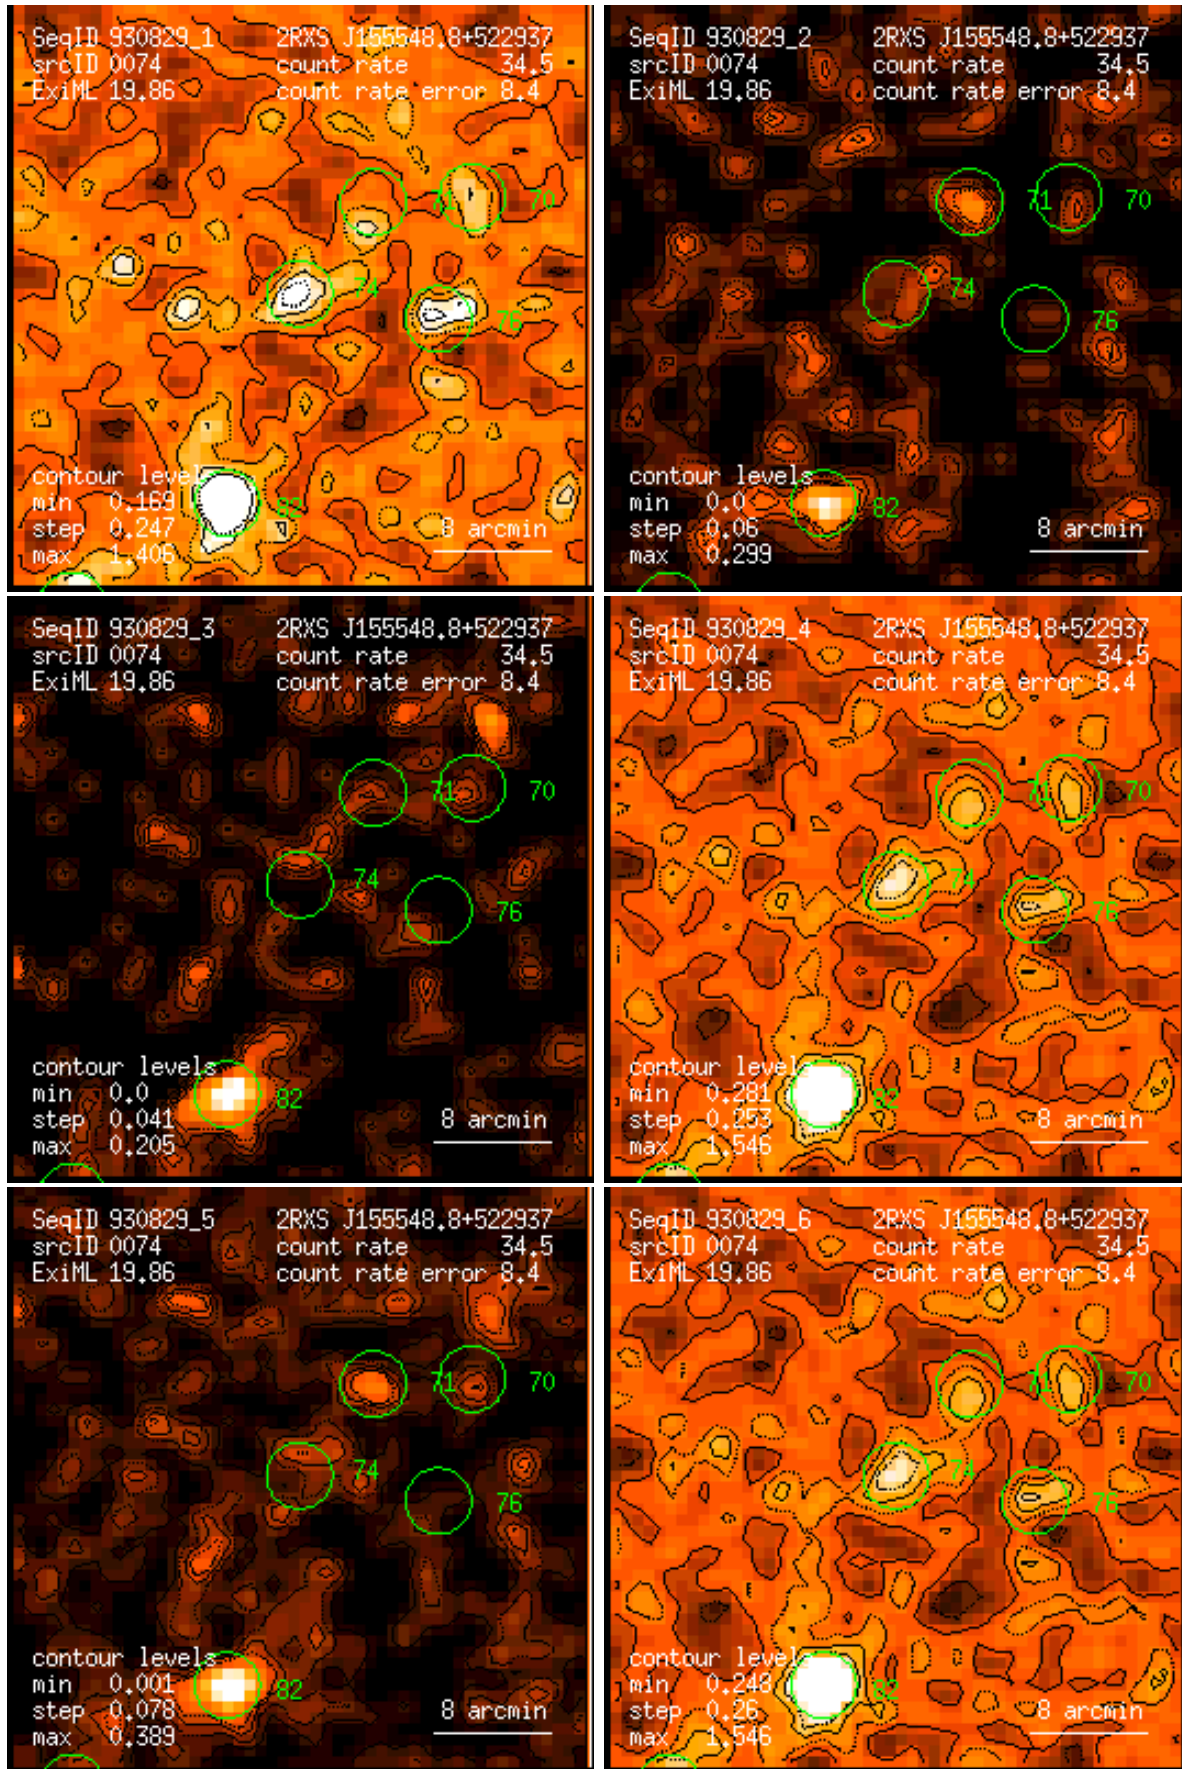 SeqID 930829_1 2RXS J155548.8+522937
srcID 0074 count rate 34.5
ExiML 19.86 count rate error 8.4
71 70
74
76
contour levels
min 0.169 82
step 0.247 8 arcmin
max 1.406
SeqID 930829_2 2RXS J155548.8+522937
srcID 0074 count rate 34.5
ExiML 19.86 count rate error 8.4
71 70
74
76
contour levels
min 0.0 82
step 0.06 8 arcmin
max 0.299
SeqID 930829_3 2RXS J155548.8+522937
srcID 0074 count rate 34.5
ExiML 19.86 count rate error 8.4
71 70
74
76
contour levels
min 0.0 82
step 0.041 8 arcmin
max 0.205
SeqID 930829_4 2RXS J155548.8+522937
srcID 0074 count rate 34.5
ExiML 19.86 count rate error 8.4
71 70
74
76
contour levels
min 0.281 82
step 0.253 8 arcmin
max 1.546
SeqID 930829_5 2RXS J155548.8+522937
srcID 0074 count rate 34.5
ExiML 19.86 count rate error 8.4
71 70
74
76
contour levels
min 0.001 82
step 0.078 8 arcmin
max 0.389
SeqID 930829_6 2RXS J155548.8+522937
srcID 0074 count rate 34.5
ExiML 19.86 count rate error 8.4
71 70
74
76
contour levels
min 0.248 82
step 0.26 8 arcmin
max 1.546